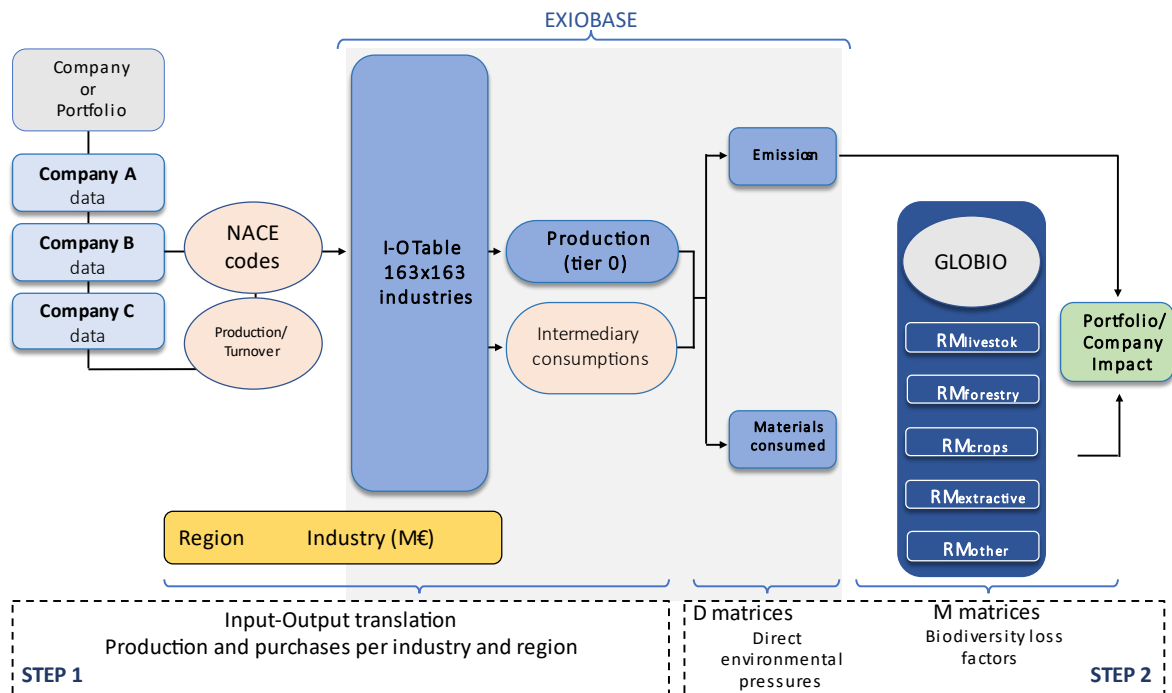 EXIOBASE
Company
or
Portfolio
Company A
data
Company B
data
Company C
data
NACE
codes
Production/
Turnover
I-OTable
163x163
industries
Production
(tier 0)
Intermediary
consumptions
Emissison
Materials
consumed
GLOBIO
RMlivestok
RMforestry
RMcrops
RMextractive
RMother
Portfolio/
Company
Impact
Region Industry (M€)
Input-Output translation
Production and purchases per industry and region
STEP 1
D matrices
Direct
environmental
pressures
M matrices
Biodiversity loss
factors
STEP 2